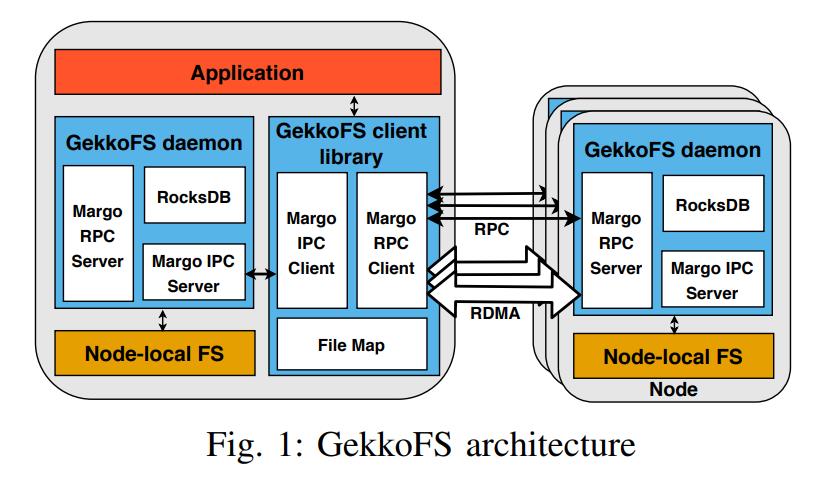 Application
GekkoFS daemon
Margo
RPC
Server
RocksDB
Margo IPC
Server
Node-local FS
GekkoFS client
library
Margo
IPC
Client
Margo
RPC
Client
File Map
RPC
RDMA
GekkoFS daemon
Margo
RPC
Server
RocksDB
Margo IPC
Server
Node-local FS
Node
Fig. 1: GekkoFS architecture